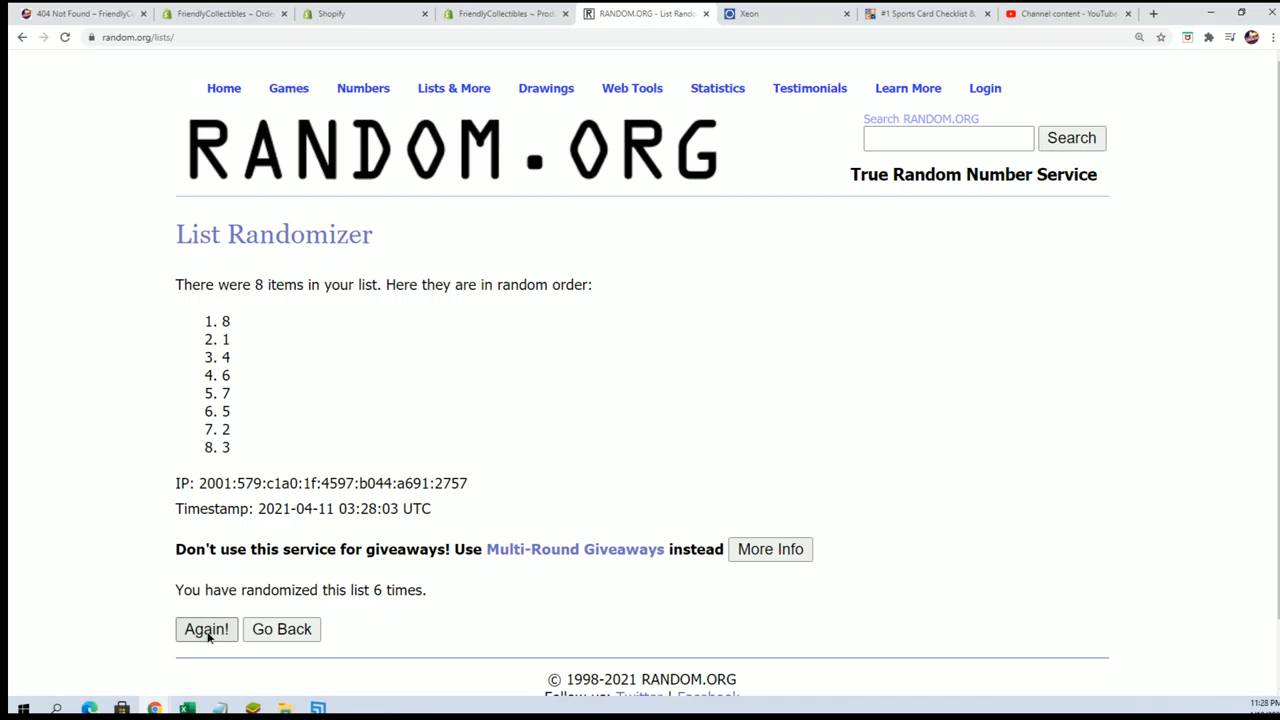 404 Not Found – FriendlyC
FriendlyCollectibles ~ Orde
Shopify
FriendlyCollectibles ~ Prod
RANDOM.ORG - List Rando
Xeon
#1 Sports Card Checklist &
Channel content - YouTube
random.org/lists/
Home Games Numbers Lists & More Drawings Web Tools Statistics Testimonials Learn More Login
RANDOM.ORG
Search RANDOM.ORG
Search
True Random Number Service
List Randomizer
There were 8 items in your list. Here they are in random order:
1. 8
2. 1
3. 4
4. 6
5. 7
6. 5
7. 2
8. 3
IP: 2001:579:c1a0:1f:4597:b044:a691:2757
Timestamp: 2021-04-11 03:28:03 UTC
Don't use this service for giveaways! Use Multi-Round Giveaways instead More Info
You have randomized this list 6 times.
Again! Go Back
© 1998-2021 RANDOM.ORG
Follow us: Twitter | Facebook
11:28 PM